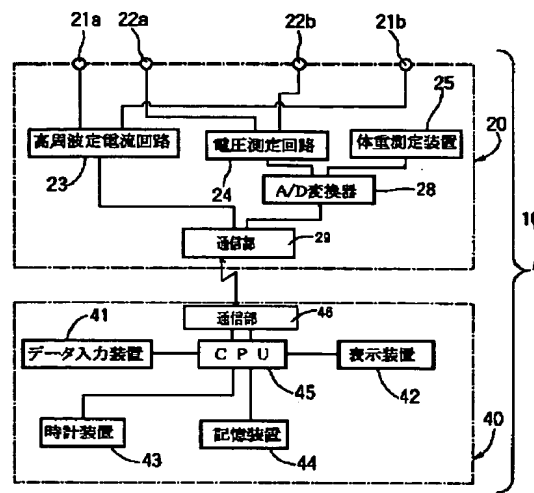 21a 22a 22b 21b
25
20
高周波定電流回路
電圧測定回路
体重測定装置
23
24
A/D変換器
28
通信部
29
10
通信部
46
41
データ入力装置
CPU
表示装置
45
42
時計装置
記憶装置
43
44
40